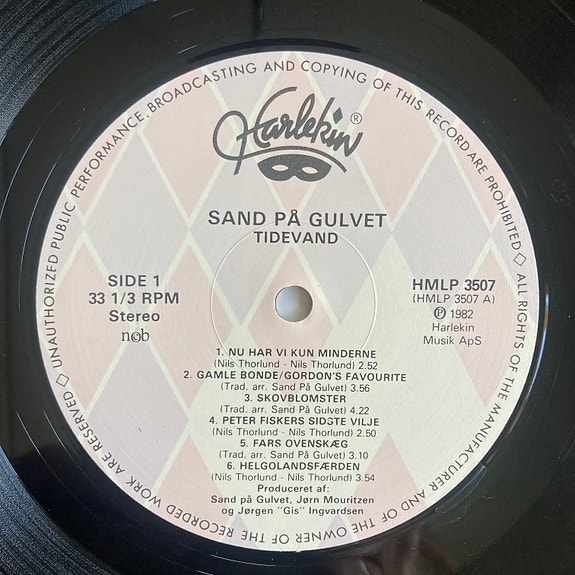 UNAUTHORIZED PUBLIC PERFORMANCE, BROADCASTING AND COPYING OF THIS RECORD ARE PROHIBITED ◇ ALL RIGHTS OF THE MANUFACTURER AND OF THE OWNER OF THE RECORDED WORK ARE RESERVED ◇
Harlekin ®
SAND PÅ GULVET
TIDEVAND
SIDE 1
33 1/3 RPM
Stereo
n©b
HMLP 3507
(HMLP 3507 A)
℗ 1982
Harlekin
Musik ApS
1. NU HAR VI KUN MINDERNE
(Nils Thorlund - Nils Thorlund) 2.52
2. GAMLE BONDE/GORDON'S FAVOURITE
(Trad. arr. Sand På Gulvet) 3.56
3. SKOVBLOMSTER
(Trad. arr. Sand På Gulvet) 4.22
4. PETER FISKERS SIDSTE VILJE
(Nils Thorlund - Nils Thorlund) 2.50
5. FARS OVENSKÆG
(Trad. arr. Sand På Gulvet) 3.10
6. HELGOLANDSFÆRDEN
(Nils Thorlund - Nils Thorlund) 3.54
Produceret af:
Sand på Gulvet, Jørn Mouritzen
og Jørgen "Gis" Ingvardsen